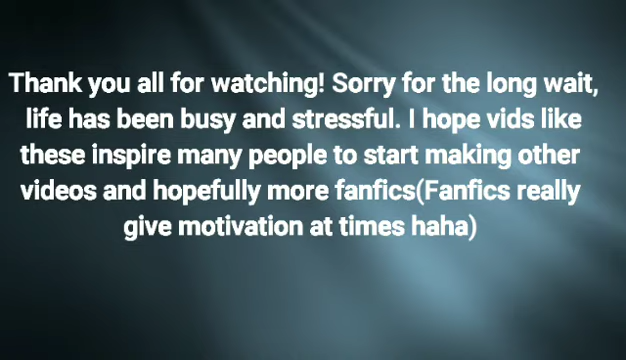 Thank you all for watching! Sorry for the long wait,
life has been busy and stressful. I hope vids like
these inspire many people to start making other
videos and hopefully more fanfics(Fanfics really
give motivation at times haha)